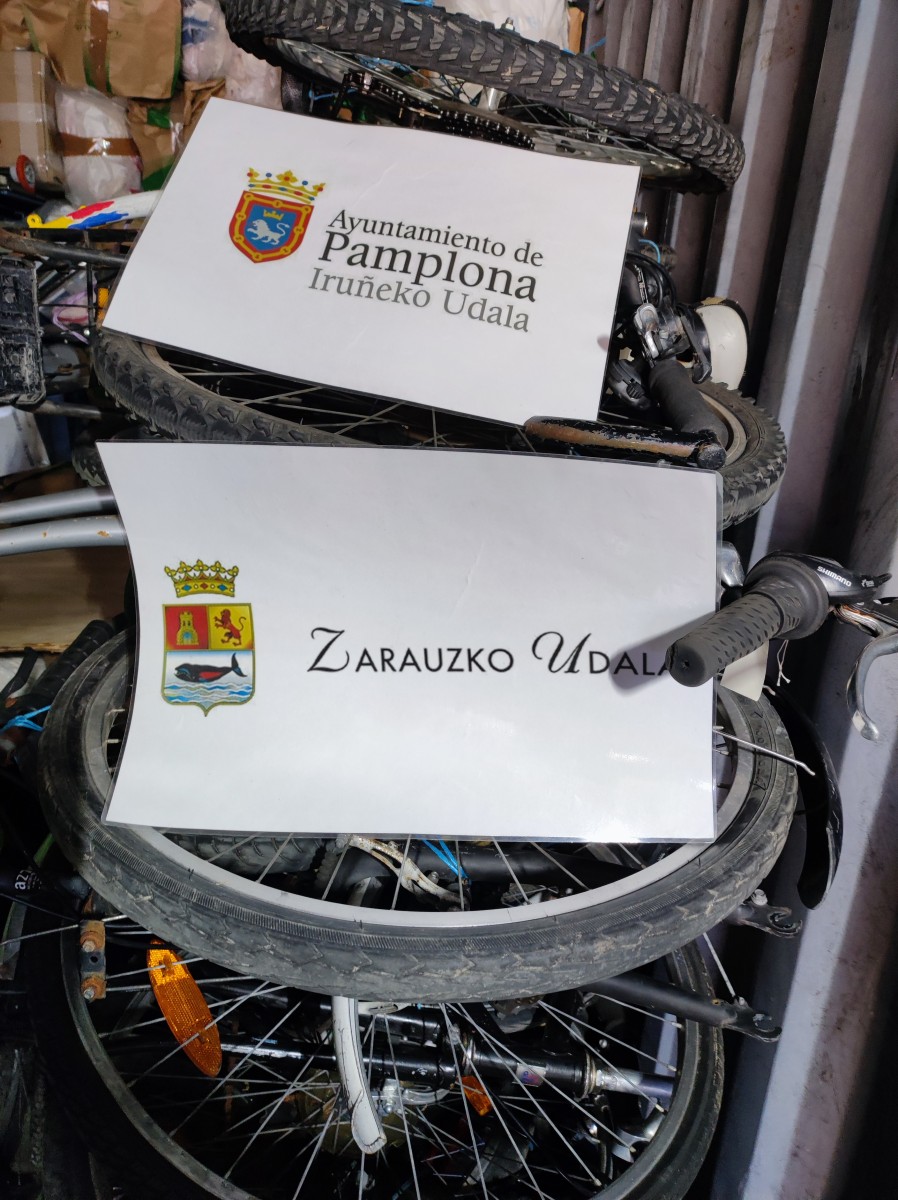 Ayuntamiento de
Pamplona
Iruñeko Udala
ZARAUZKO UDALA
SHIMANO